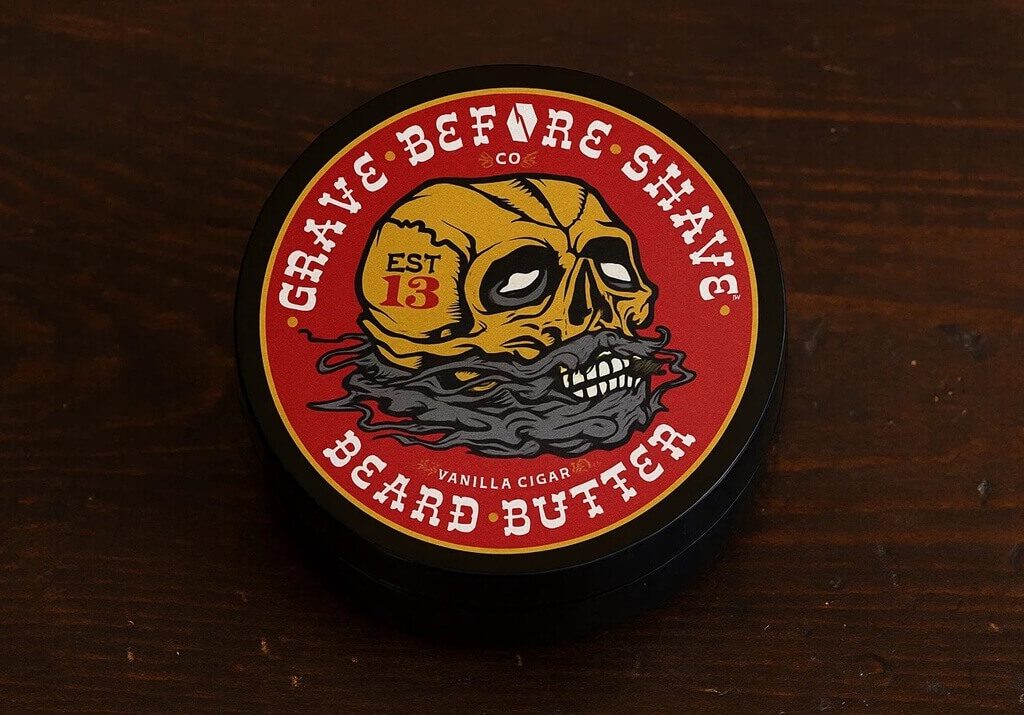 GRAVE • BEFORE • SHAVE
CO
EST
13
VANILLA CIGAR
BEARD • BUTTER